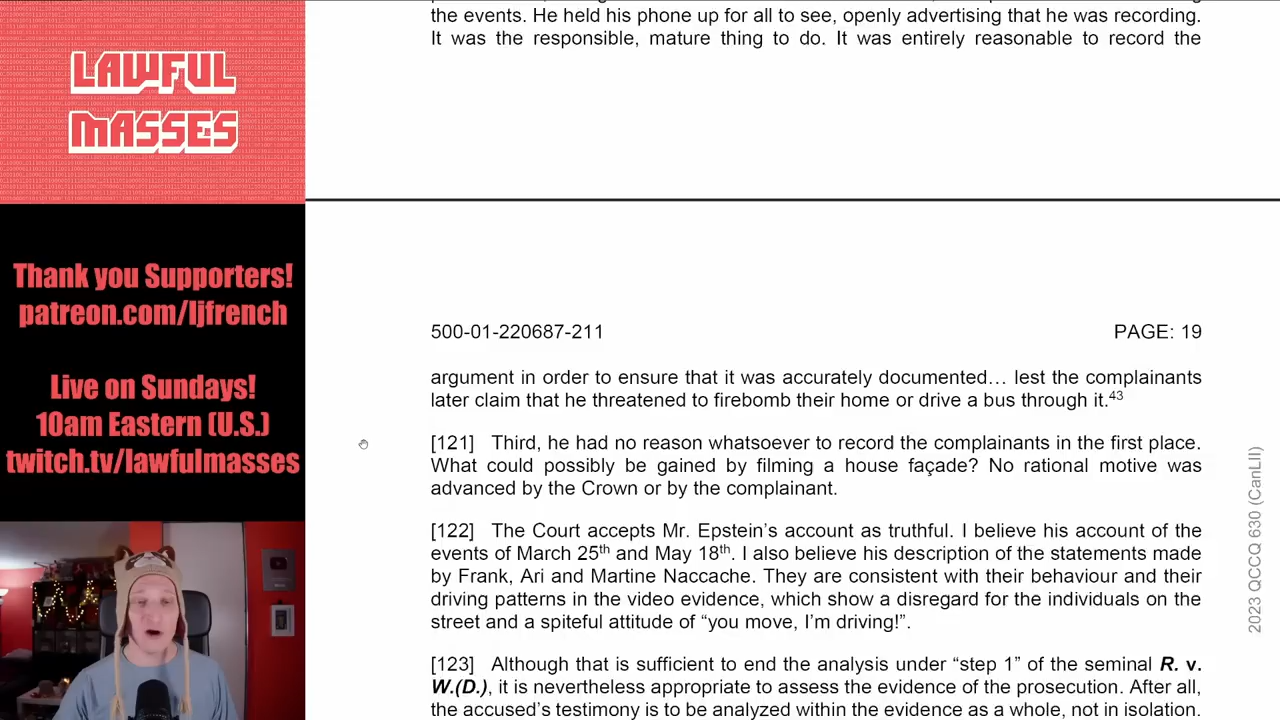 LAWFUL
MASSES
Thank you Supporters!
patreon.com/ljfrench
Live on Sundays!
10am Eastern (U.S.)
twitch.tv/lawfulmasses
the events. He held his phone up for all to see, openly advertising that he was recording.
It was the responsible, mature thing to do. It was entirely reasonable to record the
500-01-220687-211 PAGE: 19
argument in order to ensure that it was accurately documented… lest the complainants
later claim that he threatened to firebomb their home or drive a bus through it.43
[121] Third, he had no reason whatsoever to record the complainants in the first place.
What could possibly be gained by filming a house façade? No rational motive was
advanced by the Crown or by the complainant.
[122] The Court accepts Mr. Epstein’s account as truthful. I believe his account of the
events of March 25th and May 18th. I also believe his description of the statements made
by Frank, Ari and Martine Naccache. They are consistent with their behaviour and their
driving patterns in the video evidence, which show a disregard for the individuals on the
street and a spiteful attitude of “you move, I’m driving!”.
[123] Although that is sufficient to end the analysis under “step 1” of the seminal R. v.
W.(D.), it is nevertheless appropriate to assess the evidence of the prosecution. After all,
the accused’s testimony is to be analyzed within the evidence as a whole, not in isolation.
2023 QCCQ 630 (CanLII)